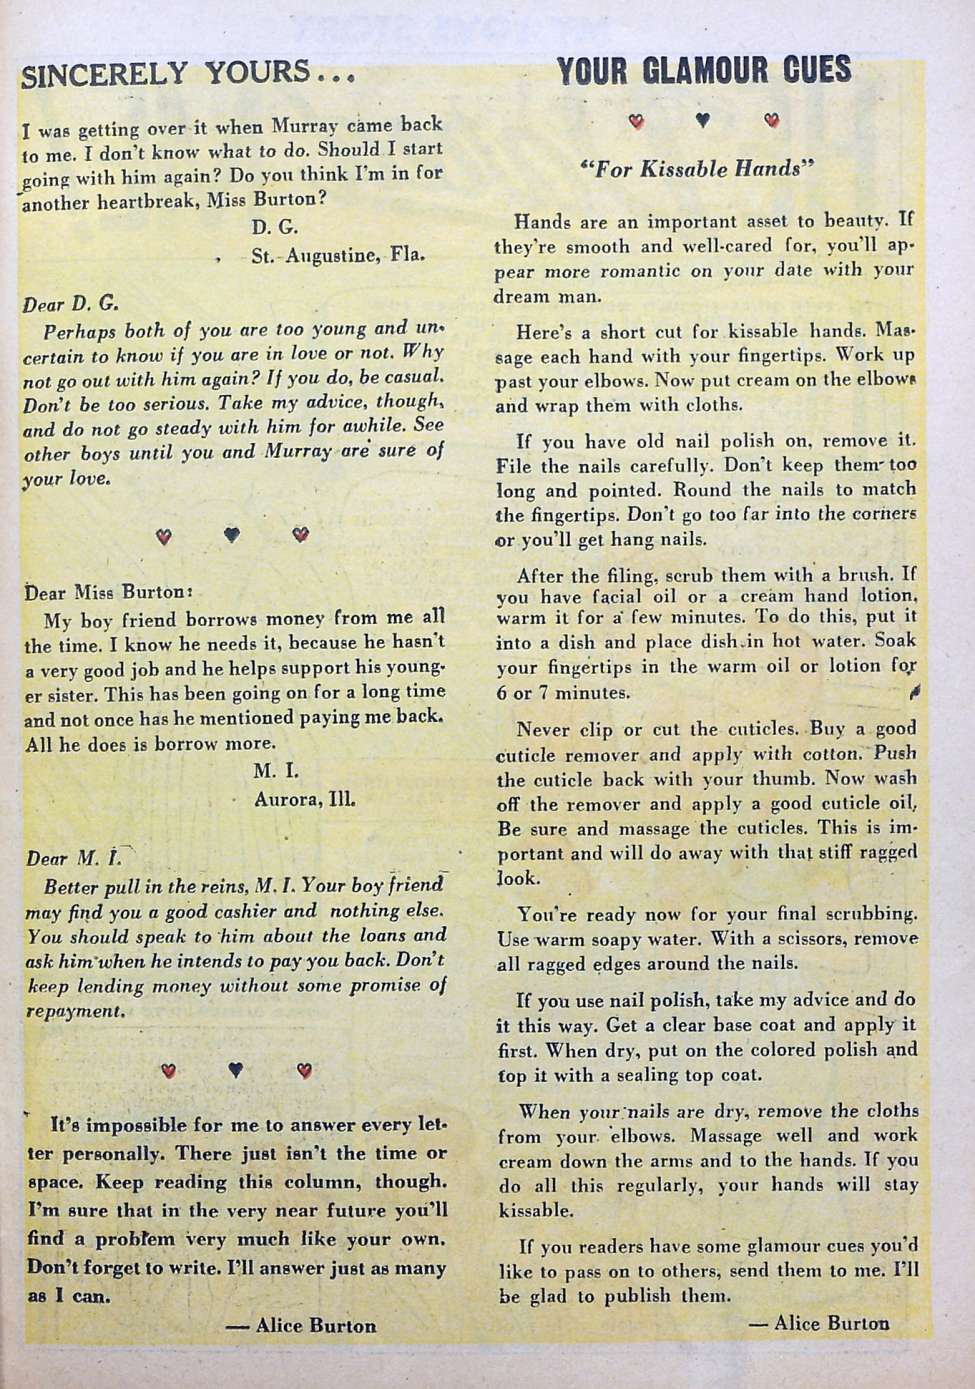 SINCERELY YOURS...
I was getting over it when Murray came back
to me. I don't know what to do. Should I start
going with him again? Do you think I'm in for
another heartbreak, Miss Burton?
D. G.
St. Augustine, Fla.
Dear D. G.
Perhaps both of you are too young and un-
certain to know if you are in love or not. Why
not go out with him again? If you do, be casual.
Don't be too serious. Take my advice, though,
and do not go steady with him for awhile. See
other boys until you and Murray are sure of
your love.
Dear Miss Burton:
My boy friend borrows money from me all
the time. I know he needs it, because he hasn't
a very good job and he helps support his young-
er sister. This has been going on for a long time
and not once has he mentioned paying me back.
All he does is borrow more.
M. I.
Aurora, Ill.
Dear M. I.
Better pull in the reins, M. I. Your boy friend
may find you a good cashier and nothing else.
You should speak to him about the loans and
ask him when he intends to pay you back. Don't
keep lending money without some promise of
repayment.
It's impossible for me to answer every let-
ter personally. There just isn't the time or
space. Keep reading this column, though.
I'm sure that in the very near future you'll
find a problem very much like your own.
Don't forget to write. I'll answer just as many
as I can.
— Alice Burton
YOUR GLAMOUR CUES
"For Kissable Hands"
Hands are an important asset to beauty. If
they're smooth and well-cared for, you'll ap-
pear more romantic on your date with your
dream man.
Here's a short cut for kissable hands. Mas-
sage each hand with your fingertips. Work up
past your elbows. Now put cream on the elbows
and wrap them with cloths.
If you have old nail polish on, remove it.
File the nails carefully. Don't keep them too
long and pointed. Round the nails to match
the fingertips. Don't go too far into the corners
or you'll get hang nails.
After the filing, scrub them with a brush. If
you have facial oil or a cream hand lotion,
warm it for a few minutes. To do this, put it
into a dish and place dish in hot water. Soak
your fingertips in the warm oil or lotion for
6 or 7 minutes.
Never clip or cut the cuticles. Buy a good
cuticle remover and apply with cotton. Push
the cuticle back with your thumb. Now wash
off the remover and apply a good cuticle oil.
Be sure and massage the cuticles. This is im-
portant and will do away with that stiff ragged
look.
You're ready now for your final scrubbing.
Use warm soapy water. With a scissors, remove
all ragged edges around the nails.
If you use nail polish, take my advice and do
it this way. Get a clear base coat and apply it
first. When dry, put on the colored polish and
top it with a sealing top coat.
When your nails are dry, remove the cloths
from your elbows. Massage well and work
cream down the arms and to the hands. If you
do all this regularly, your hands will stay
kissable.
If you readers have some glamour cues you'd
like to pass on to others, send them to me. I'll
be glad to publish them.
— Alice Burton